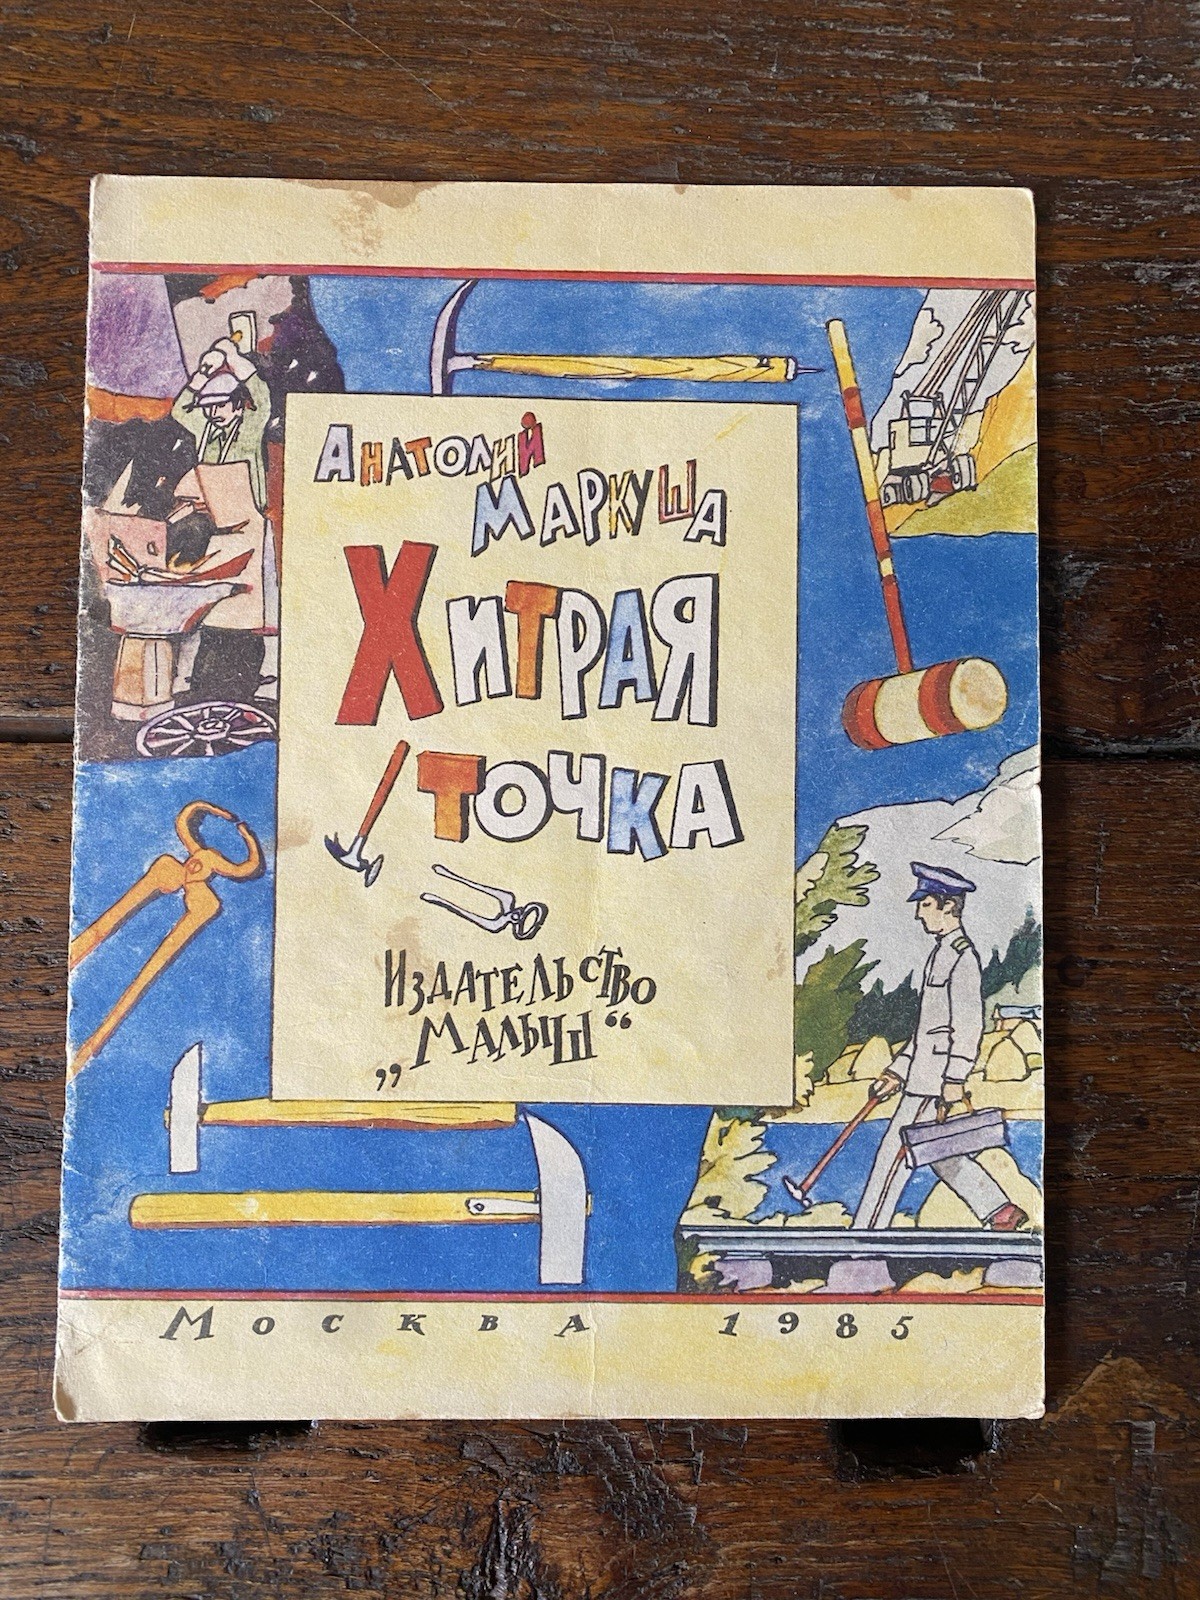 Анатолий
Маркуша
Хитрая
точка
Издательство
„Малыш“
Москва 1985